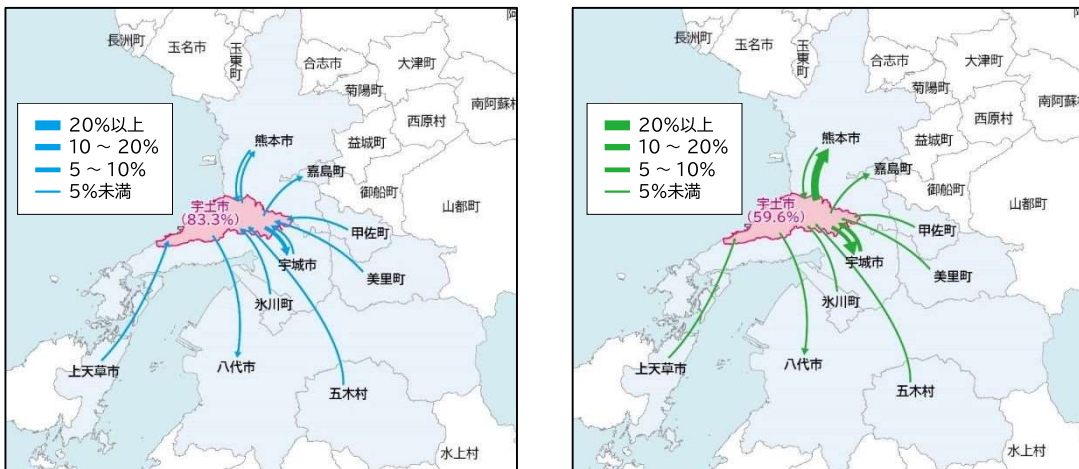 阿
長洲町
玉名市
玉東町
合志市
大津町
菊陽町
南阿蘇村
西原村
20%以上
10 ~ 20%
5 ~ 10%
5%未満
熊本市
益城町
嘉島町
御船町
山都町
宇土市
(83.3%)
甲佐町
宇城市
美里町
氷川町
上天草市
八代市
五木村
水上村
阿
長洲町
玉名市
玉東町
合志市
大津町
菊陽町
南阿蘇村
西原村
20%以上
10 ~ 20%
5 ~ 10%
5%未満
熊本市
益城町
嘉島町
御船町
山都町
宇土市
(59.6%)
甲佐町
宇城市
美里町
氷川町
上天草市
八代市
五木村
水上村